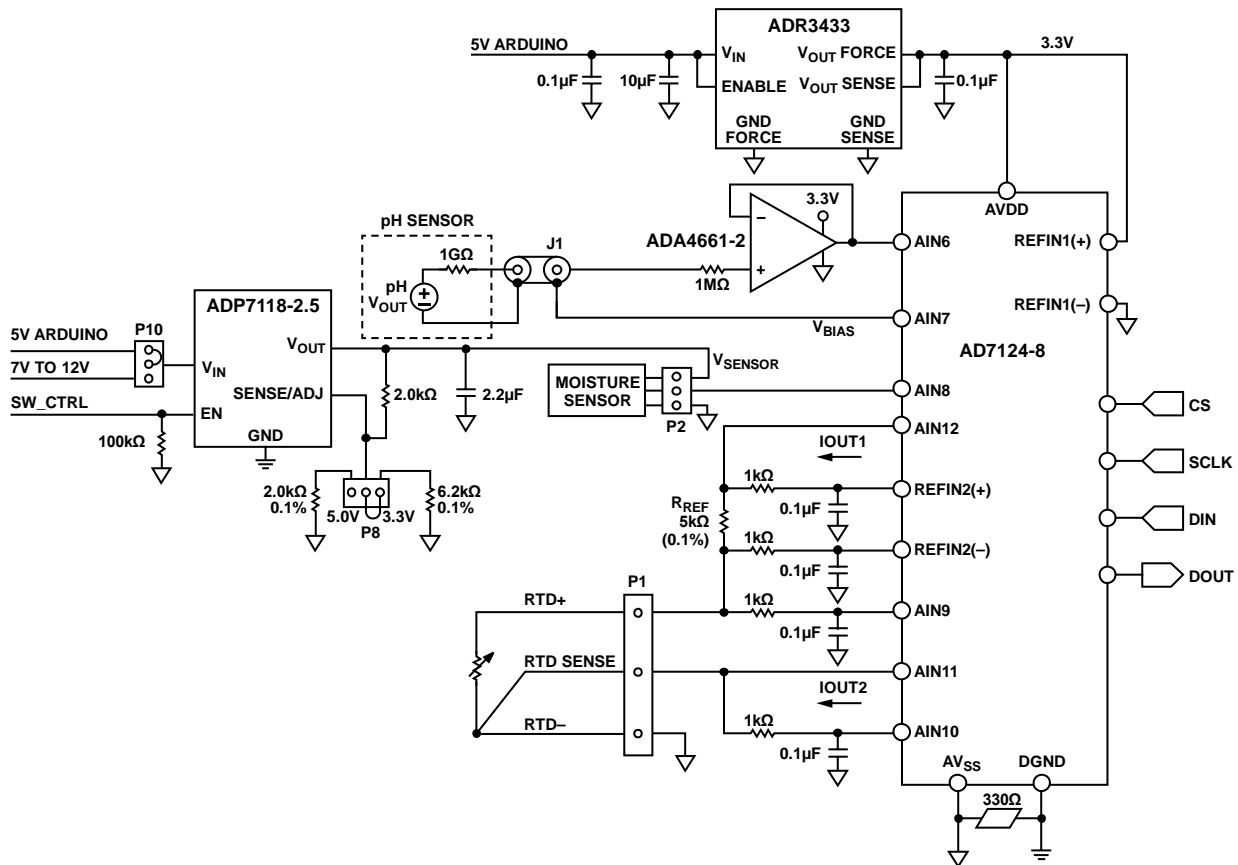 ADR3433
5V ARDUINO
V_IN
V_OUT FORCE
3.3V
0.1µF
10µF
ENABLE
V_OUT SENSE
0.1µF
GND
FORCE
GND
SENSE
3.3V
AVDD
pH SENSOR
ADA4661-2
AIN6
REFIN1(+)
1GΩ
J1
1MΩ
pH
V_OUT
ADP7118-2.5
REFIN1(–)
AIN7
V_BIAS
5V ARDUINO
P10
V_OUT
AD7124-8
7V TO 12V
V_IN
V_SENSOR
SENSE/ADJ
2.0kΩ
2.2µF
MOISTURE
SENSOR
AIN8
SW_CTRL
EN
P2
CS
GND
100kΩ
AIN12
IOUT1
SCLK
2.0kΩ
0.1%
5.0V
3.3V
6.2kΩ
0.1%
P8
1kΩ
REFIN2(+)
R_REF
5kΩ
(0.1%)
0.1µF
DIN
1kΩ
REFIN2(–)
0.1µF
DOUT
P1
RTD+
1kΩ
AIN9
0.1µF
RTD SENSE
AIN11
IOUT2
RTD–
1kΩ
AIN10
0.1µF
AV_SS
DGND
330Ω